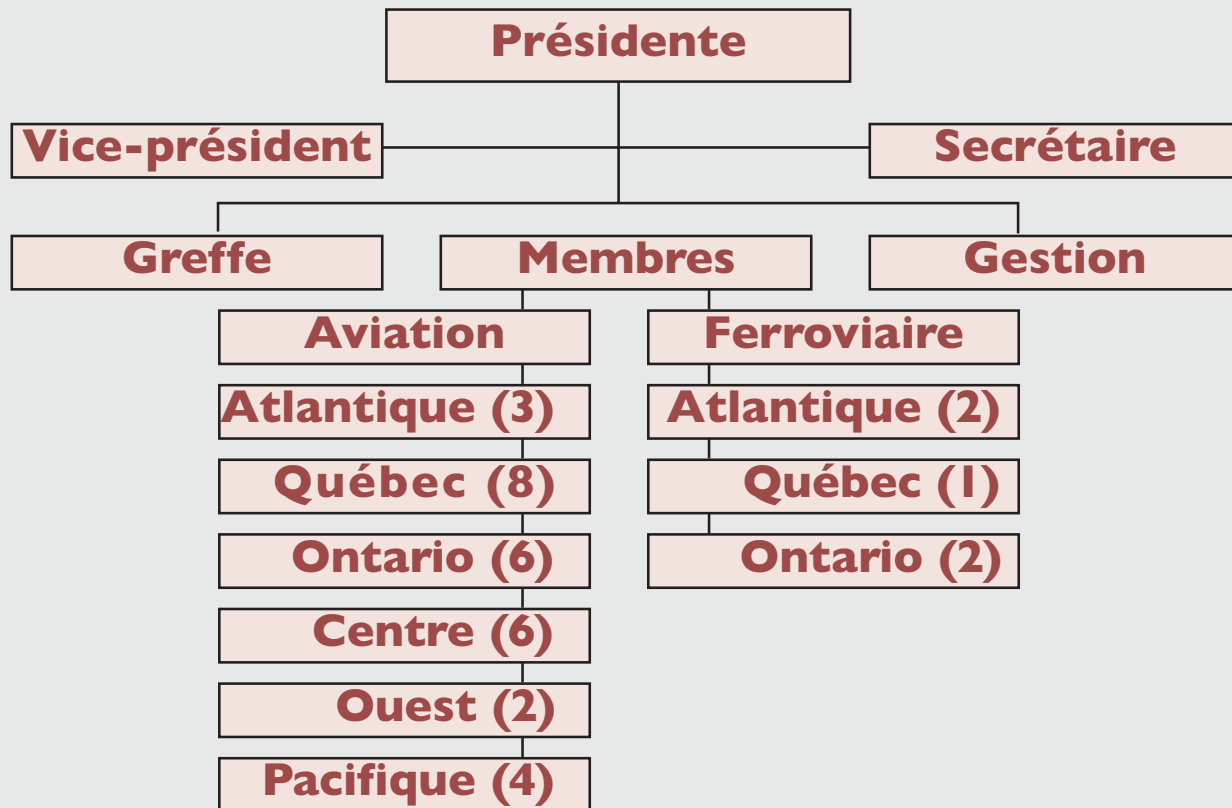 Présidente
Vice-président
Secrétaire
Greffe
Membres
Gestion
Aviation
Ferroviaire
Atlantique (3)
Atlantique (2)
Québec (8)
Québec (1)
Ontario (6)
Ontario (2)
Centre (6)
Ouest (2)
Pacifique (4)